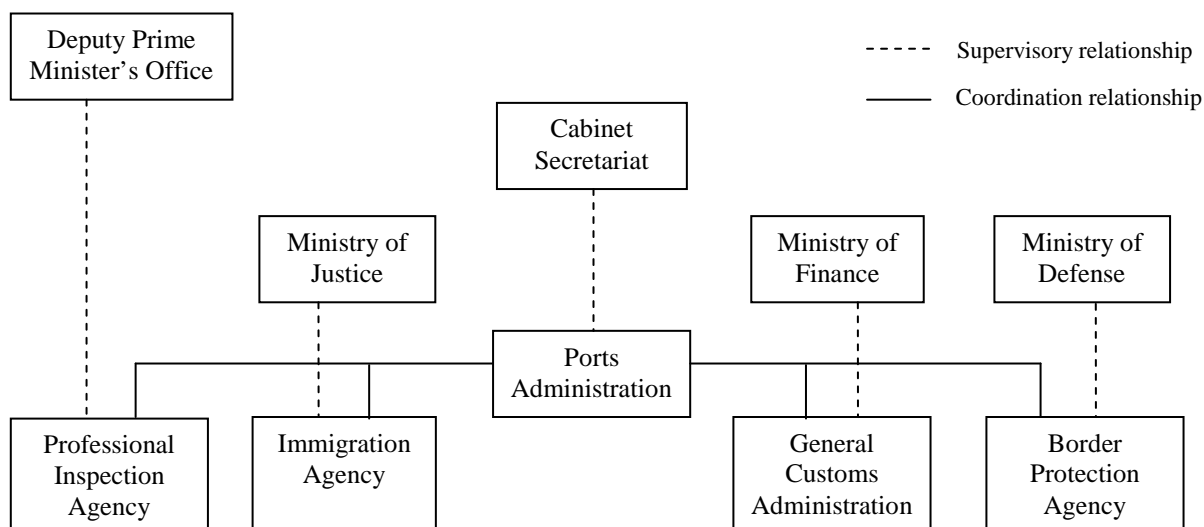 Deputy Prime
Minister’s Office
Supervisory relationship
Coordination relationship
Cabinet
Secretariat
Ministry of
Justice
Ministry of
Finance
Ministry of
Defense
Ports
Administration
Professional
Inspection
Agency
Immigration
Agency
General
Customs
Administration
Border
Protection
Agency